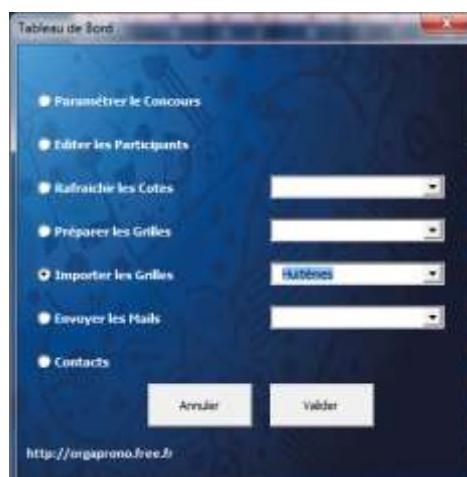 Tableau de Bord
Paramétrer le Concours
Editer les Participants
Rafraichir les Cotes
Préparer les Grilles
Importer les Grilles Huitièmes
Envoyer les Mails
Contacts
Annuler Valider
http://orgaprono.free.fr